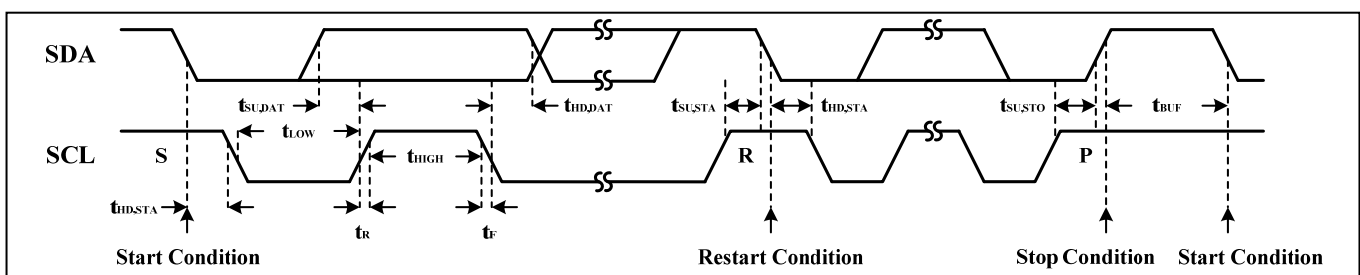 SDA
tSU,DAT tHD,DAT tSU,STA tHD,STA tSU,STO tBUF
tLOW
SCL S tHIGH R P
tHD,STA
tR tF
Start Condition Restart Condition Stop Condition Start Condition